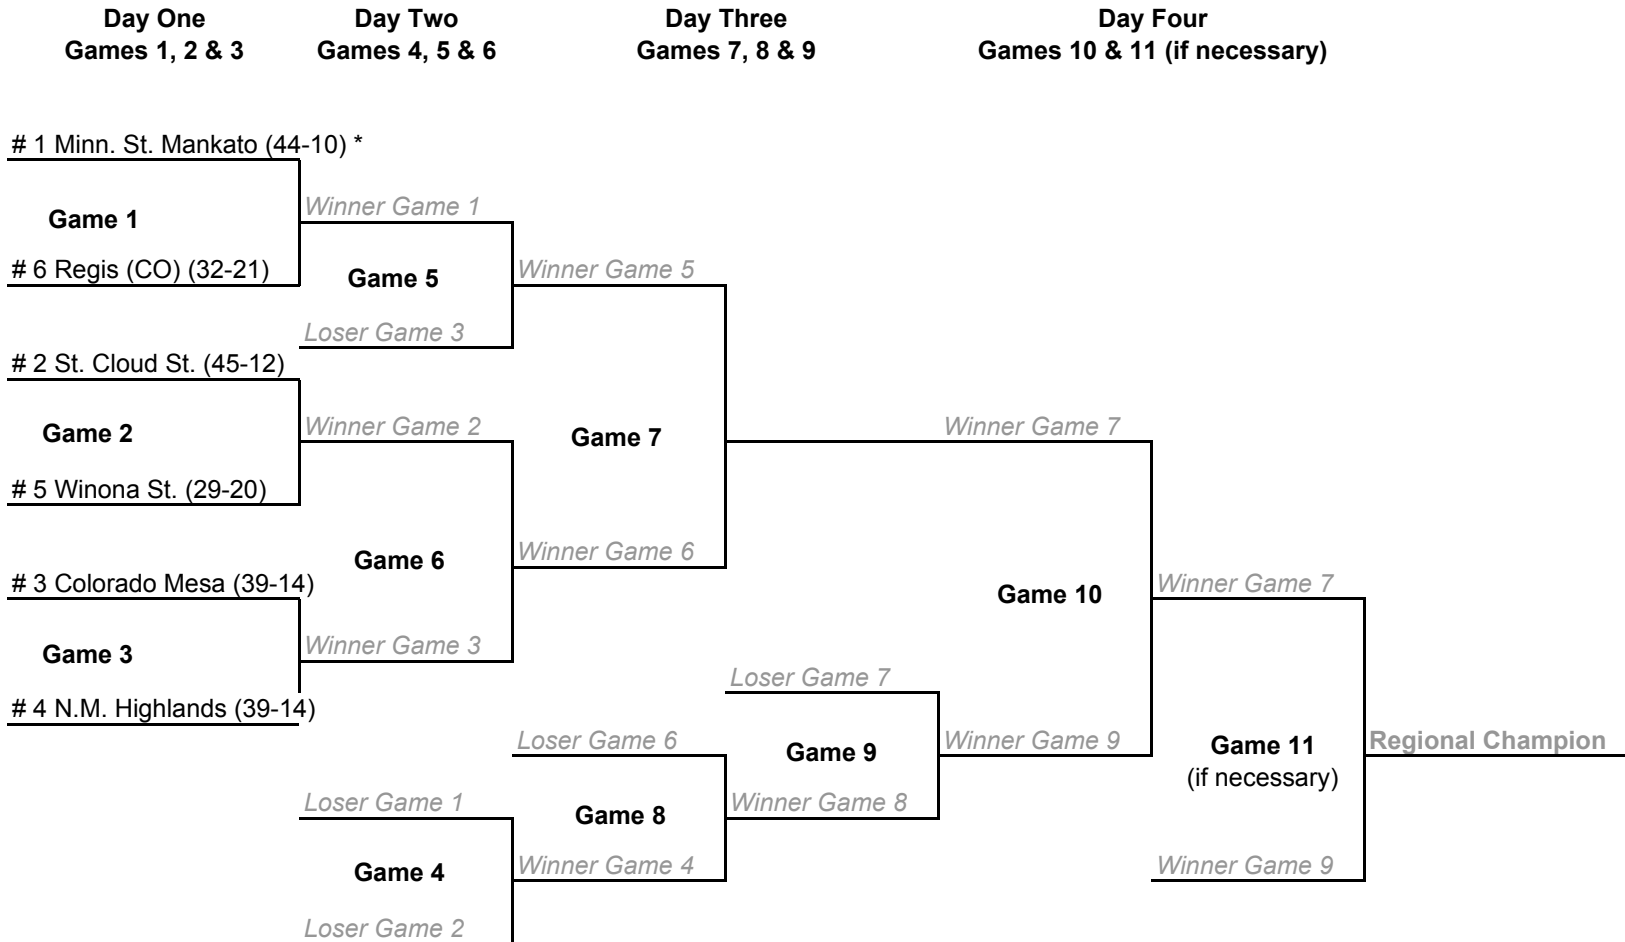 Day One
Games 1, 2 & 3
Day Two
Games 4, 5 & 6
Day Three
Games 7, 8 & 9
Day Four
Games 10 & 11 (if necessary)
# 1 Minn. St. Mankato (44-10) *
Game 1
# 6 Regis (CO) (32-21)
# 2 St. Cloud St. (45-12)
Game 2
# 5 Winona St. (29-20)
# 3 Colorado Mesa (39-14)
Game 3
# 4 N.M. Highlands (39-14)
Winner Game 1
Game 5
Loser Game 3
Winner Game 2
Game 6
Winner Game 3
Loser Game 1
Game 4
Loser Game 2
Winner Game 5
Game 7
Winner Game 6
Loser Game 6
Game 8
Winner Game 4
Loser Game 7
Game 9
Winner Game 8
Winner Game 7
Game 10
Winner Game 9
Winner Game 7
Game 11
(if necessary)
Winner Game 9
Regional Champion